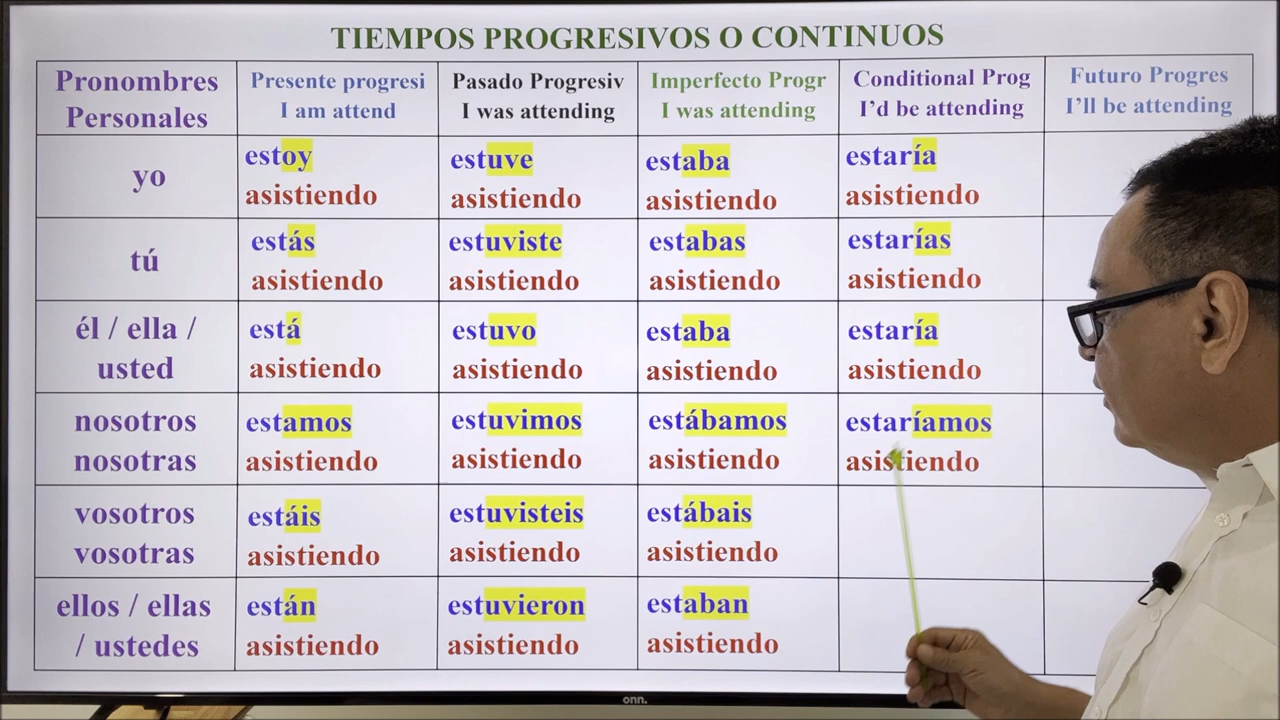 TIEMPOS PROGRESIVOS O CONTINUOS
Pronombres
Personales
Presente progresi
I am attend
Pasado Progresiv
I was attending
Imperfecto Progr
I was attending
Conditional Prog
I'd be attending
Futuro Progres
I'll be attending
yo
estoy
asistiendo
estuve
asistiendo
estaba
asistiendo
estaría
asistiendo
tú
estás
asistiendo
estuviste
asistiendo
estabas
asistiendo
estarías
asistiendo
él / ella /
usted
está
asistiendo
estuvo
asistiendo
estaba
asistiendo
estaría
asistiendo
nosotros
nosotras
estamos
asistiendo
estuvimos
asistiendo
estábamos
asistiendo
estaríamos
asistiendo
vosotros
vosotras
estáis
asistiendo
estuvisteis
asistiendo
estábais
asistiendo
ellos / ellas
/ ustedes
están
asistiendo
estuvieron
asistiendo
estaban
asistiendo
onn.